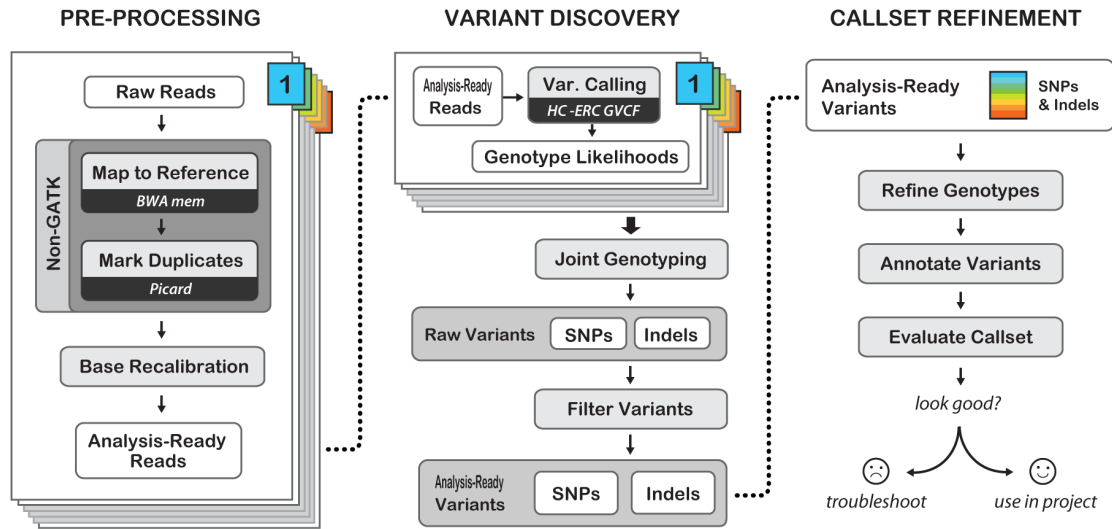 PRE-PROCESSING
1
Raw Reads
Non-GATK
Map to Reference
BWA mem
Mark Duplicates
Picard
Base Recalibration
Analysis-Ready
Reads
VARIANT DISCOVERY
1
Analysis-Ready
Reads
Var. Calling
HC -ERC GVCF
Genotype Likelihoods
Joint Genotyping
Raw Variants
SNPs
Indels
Filter Variants
Analysis-Ready
Variants
SNPs
Indels
CALLSET REFINEMENT
Analysis-Ready
Variants
SNPs
& Indels
Refine Genotypes
Annotate Variants
Evaluate Callset
look good?
troubleshoot
use in project